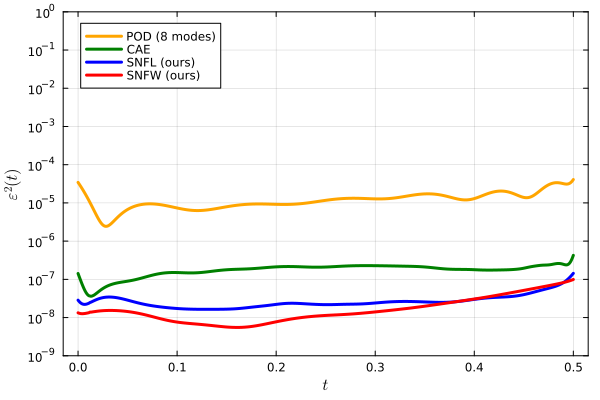 10⁰
10⁻¹
10⁻²
10⁻³
10⁻⁴
10⁻⁵
10⁻⁶
10⁻⁷
10⁻⁸
10⁻⁹
ε²(t)
POD (8 modes)
CAE
SNFL (ours)
SNFW (ours)
0.0 0.1 0.2 0.3 0.4 0.5
t